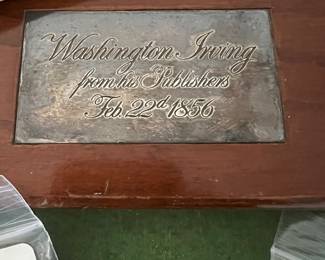 Washington Irving
from his Publishers
Feb. 22d 1856